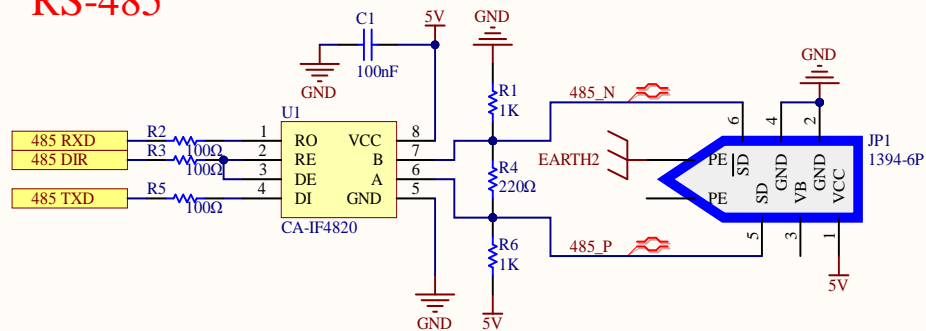 RS-485
C1
5V
GND
100nF
GND
GND
R1
1K
485_N
U1
485 RXD
R2
100Ω
1
RO
VCC
8
485 DIR
R3
100Ω
2
RE
B
7
3
DE
A
6
485 TXD
R5
100Ω
4
DI
GND
5
CA-IF4820
R4
220Ω
EARTH2
6
4
2
PE
SD
GND
GND
JP1
1394-6P
PE
SD
VB
VCC
5
3
1
R6
1K
485_P
GND
5V
5V